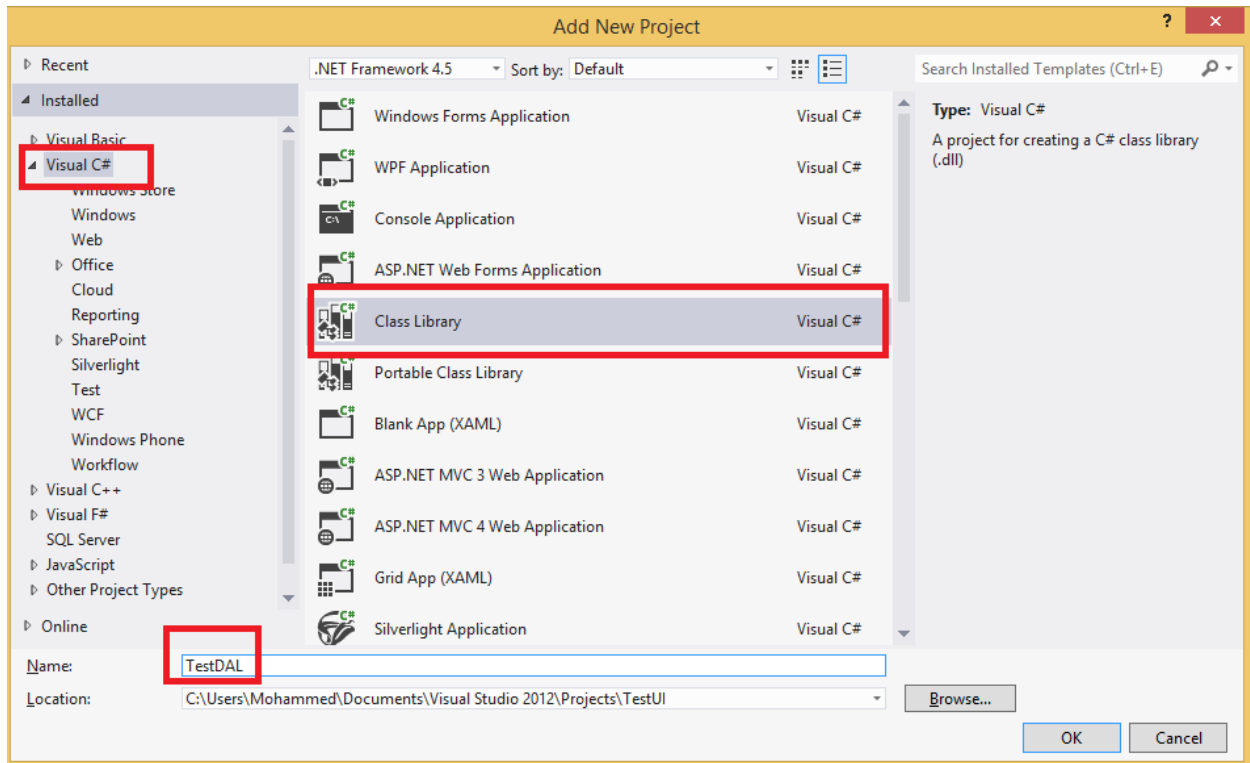 Add New Project
? ×
Recent
.NET Framework 4.5 Sort by: Default
Search Installed Templates (Ctrl+E)
Installed
Visual Basic
Visual C#
Windows Store
Windows
Web
Office
Cloud
Reporting
SharePoint
Silverlight
Test
WCF
Windows Phone
Workflow
Visual C++
Visual F#
SQL Server
JavaScript
Other Project Types
Online
C# Windows Forms Application Visual C#
C# WPF Application Visual C#
C# C:\ Console Application Visual C#
C# ASP.NET Web Forms Application Visual C#
C# Class Library Visual C#
C# Portable Class Library Visual C#
C# Blank App (XAML) Visual C#
C# ASP.NET MVC 3 Web Application Visual C#
C# ASP.NET MVC 4 Web Application Visual C#
C# Grid App (XAML) Visual C#
C# Silverlight Application Visual C#
Type: Visual C#
A project for creating a C# class library
(.dll)
Name: TestDAL
Location: C:\Users\Mohammed\Documents\Visual Studio 2012\Projects\TestUI
Browse...
OK Cancel